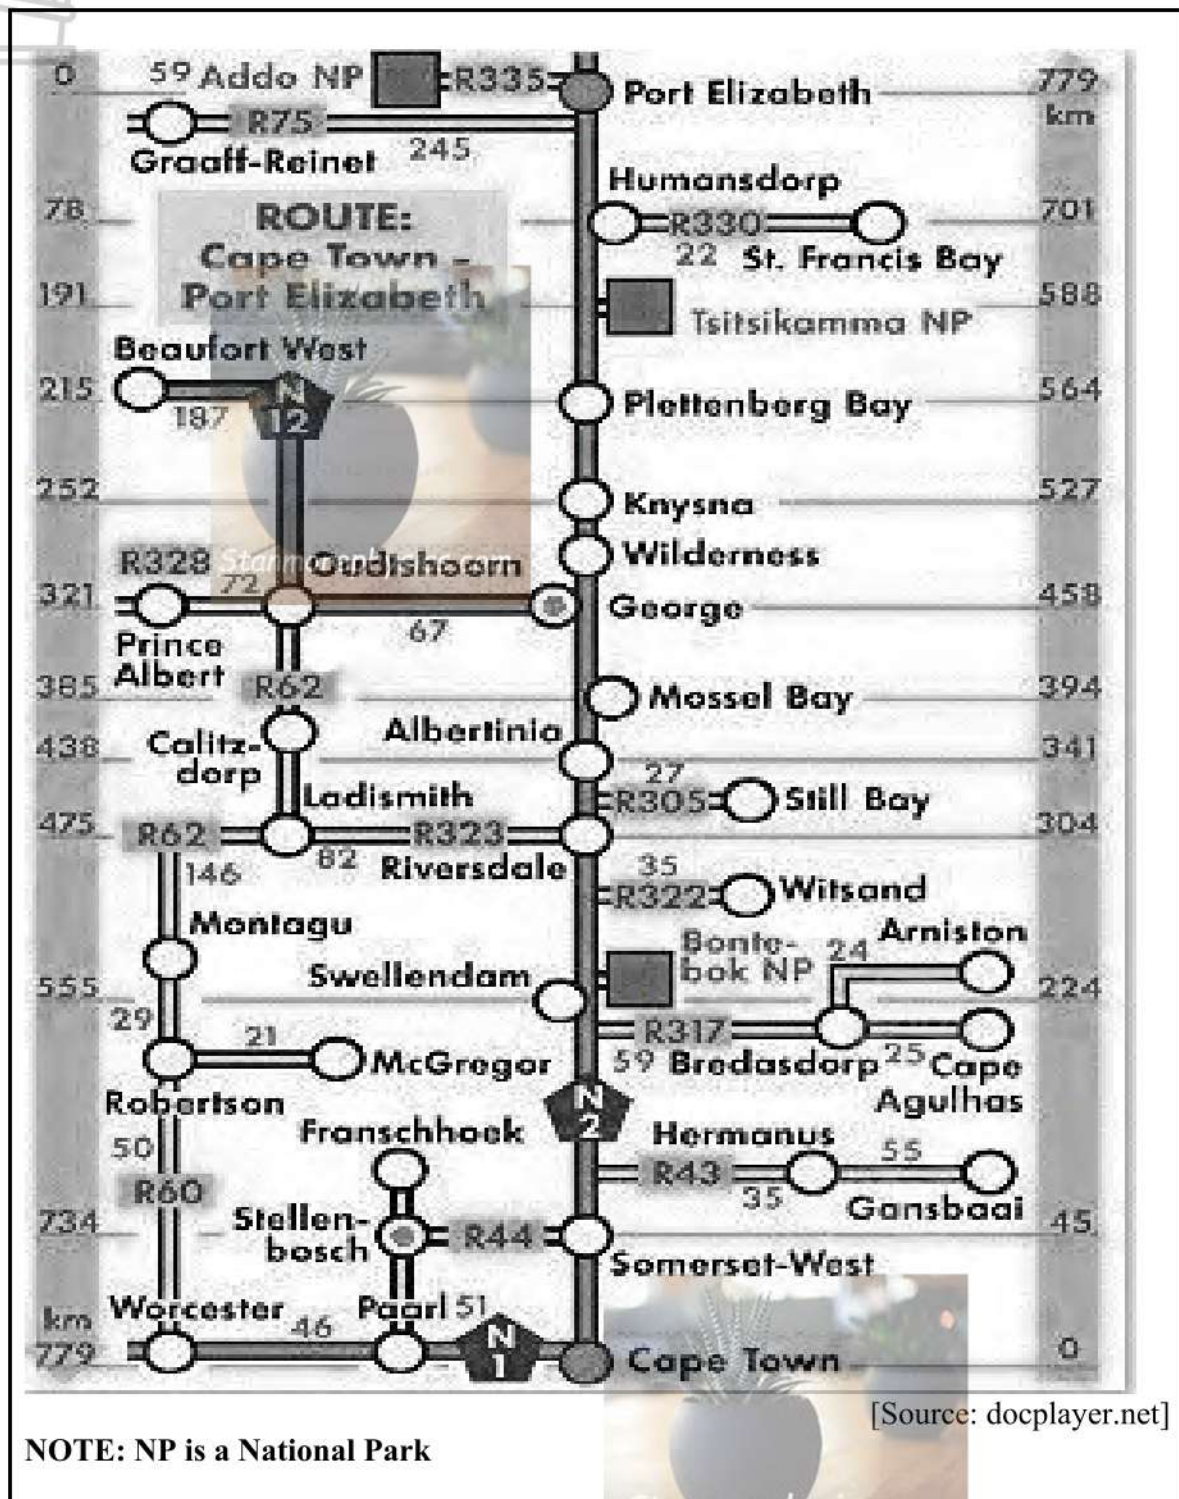 0
59 Addo NP
R335
Port Elizabeth
779
km
R75
Graaff-Reinet
245
Humansdorp
78
ROUTE:
Cape Town -
Port Elizabeth
R330
22
St. Francis Bay
701
191
Tsitsikamma NP
588
Beaufort West
215
187
N
12
Plettenberg Bay
564
252
Knysna
527
Wilderness
R328
72
Oudtshoorn
Stanmorephysics.com
321
67
George
458
Prince
Albert
R62
385
Mossel Bay
394
Albertinia
438
Calitz-
dorp
341
27
R305
Still Bay
Ladismith
475
R62
R323
304
146
82
Riversdale
35
R322
Witsand
Montagu
Arniston
24
Bonte-
bok NP
Swellendam
555
224
29
21
McGregor
R317
59
Bredasdorp
25
Cape
Agulhas
Robertson
N
2
Franschhoek
Hermanus
55
50
R43
35
Gansbaai
R60
734
Stellen-
bosch
R44
45
Somerset-West
km
Worcester
46
Paarl
51
N
1
779
Cape Town
0
[Source: docplayer.net]
NOTE: NP is a National Park